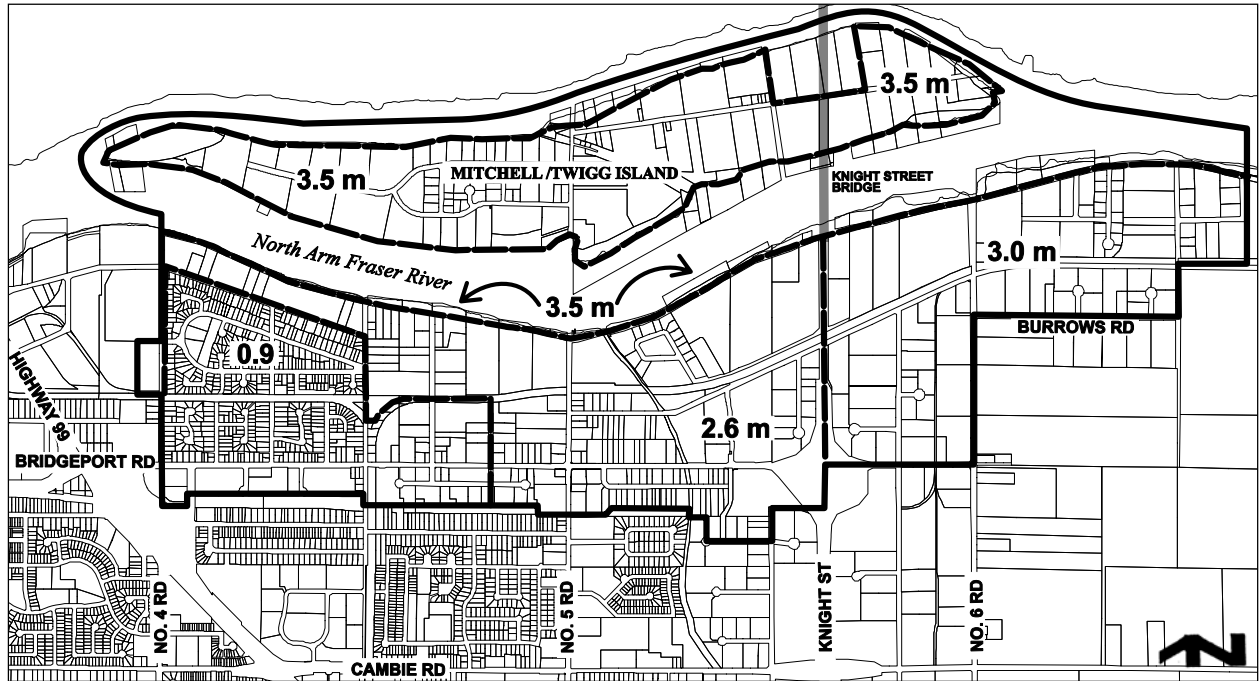 3.5 m
3.5 m
MITCHELL /TWIGG ISLAND
KNIGHT STREET
BRIDGE
North Arm Fraser River
3.0 m
3.5 m
BURROWS RD
0.9
HIGHWAY 99
2.6 m
BRIDGEPORT RD
NO. 4 RD
NO. 5 RD
KNIGHT ST
NO. 6 RD
CAMBIE RD
N